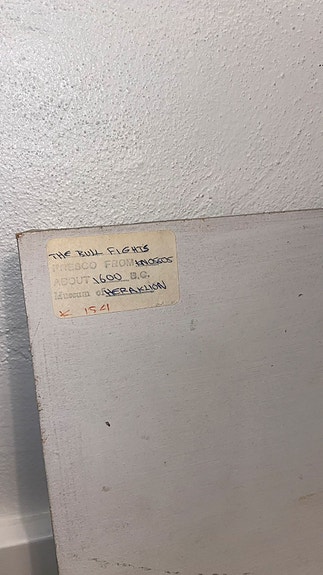 THE BULL FIGHTS
FRESCO FROM KNOSSOS
ABOUT 1600 B.C.
Museum of HERAKLION
K 154